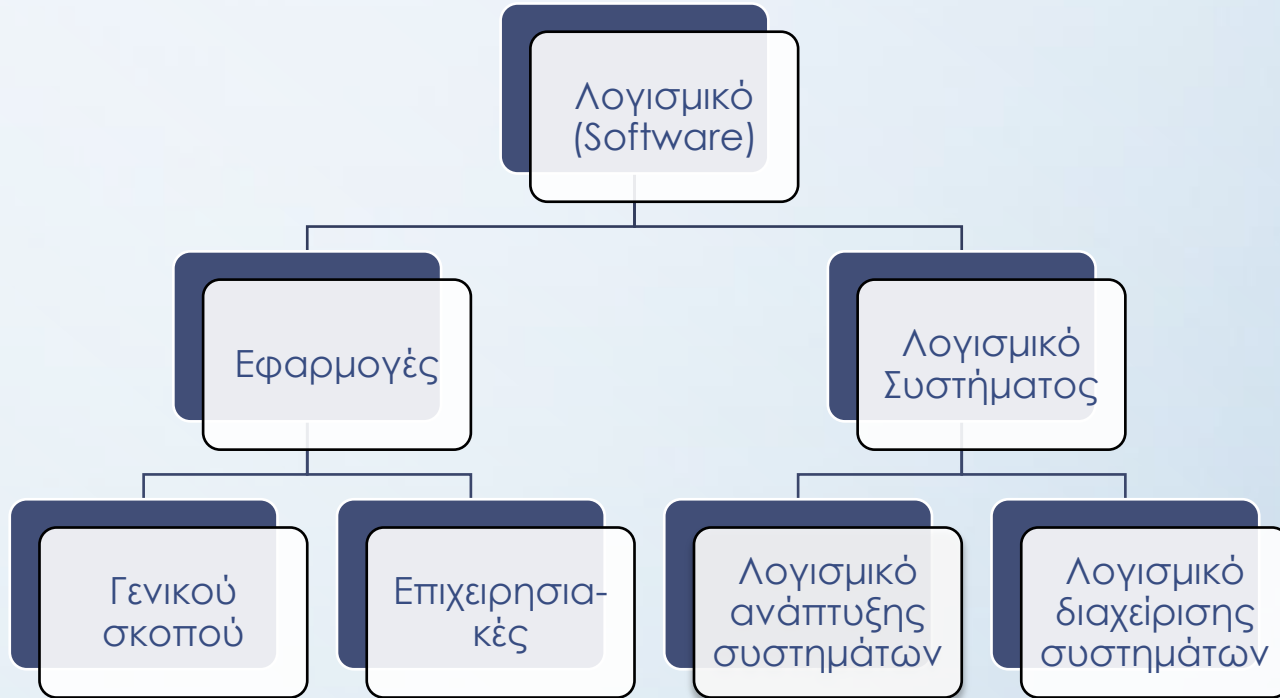 Λογισμικό
(Software)
Εφαρμογές
Λογισμικό
Συστήματος
Γενικού
σκοπού
Επιχειρησια-
κές
Λογισμικό
ανάπτυξης
συστημάτων
Λογισμικό
διαχείρισης
συστημάτων